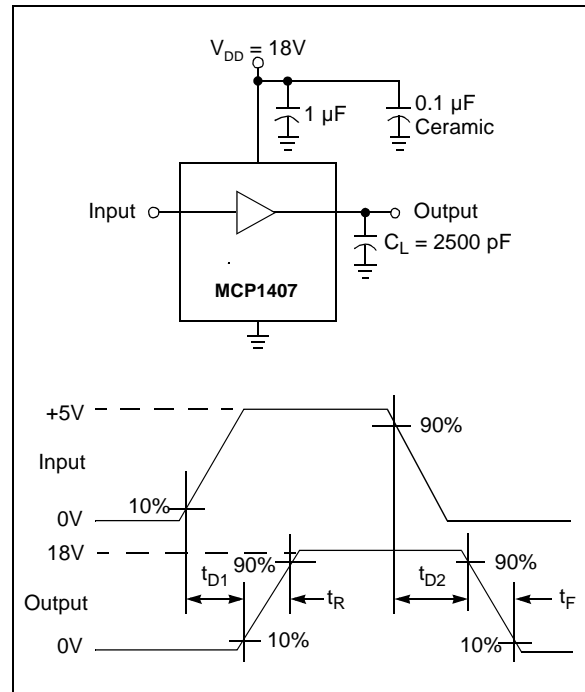 V_DD = 18V
1 µF
0.1 µF
Ceramic
Input
Output
C_L = 2500 pF
MCP1407
+5V
90%
Input
10%
0V
18V
90%
t_D1
t_R
t_D2
90%
t_F
Output
10%
10%
0V